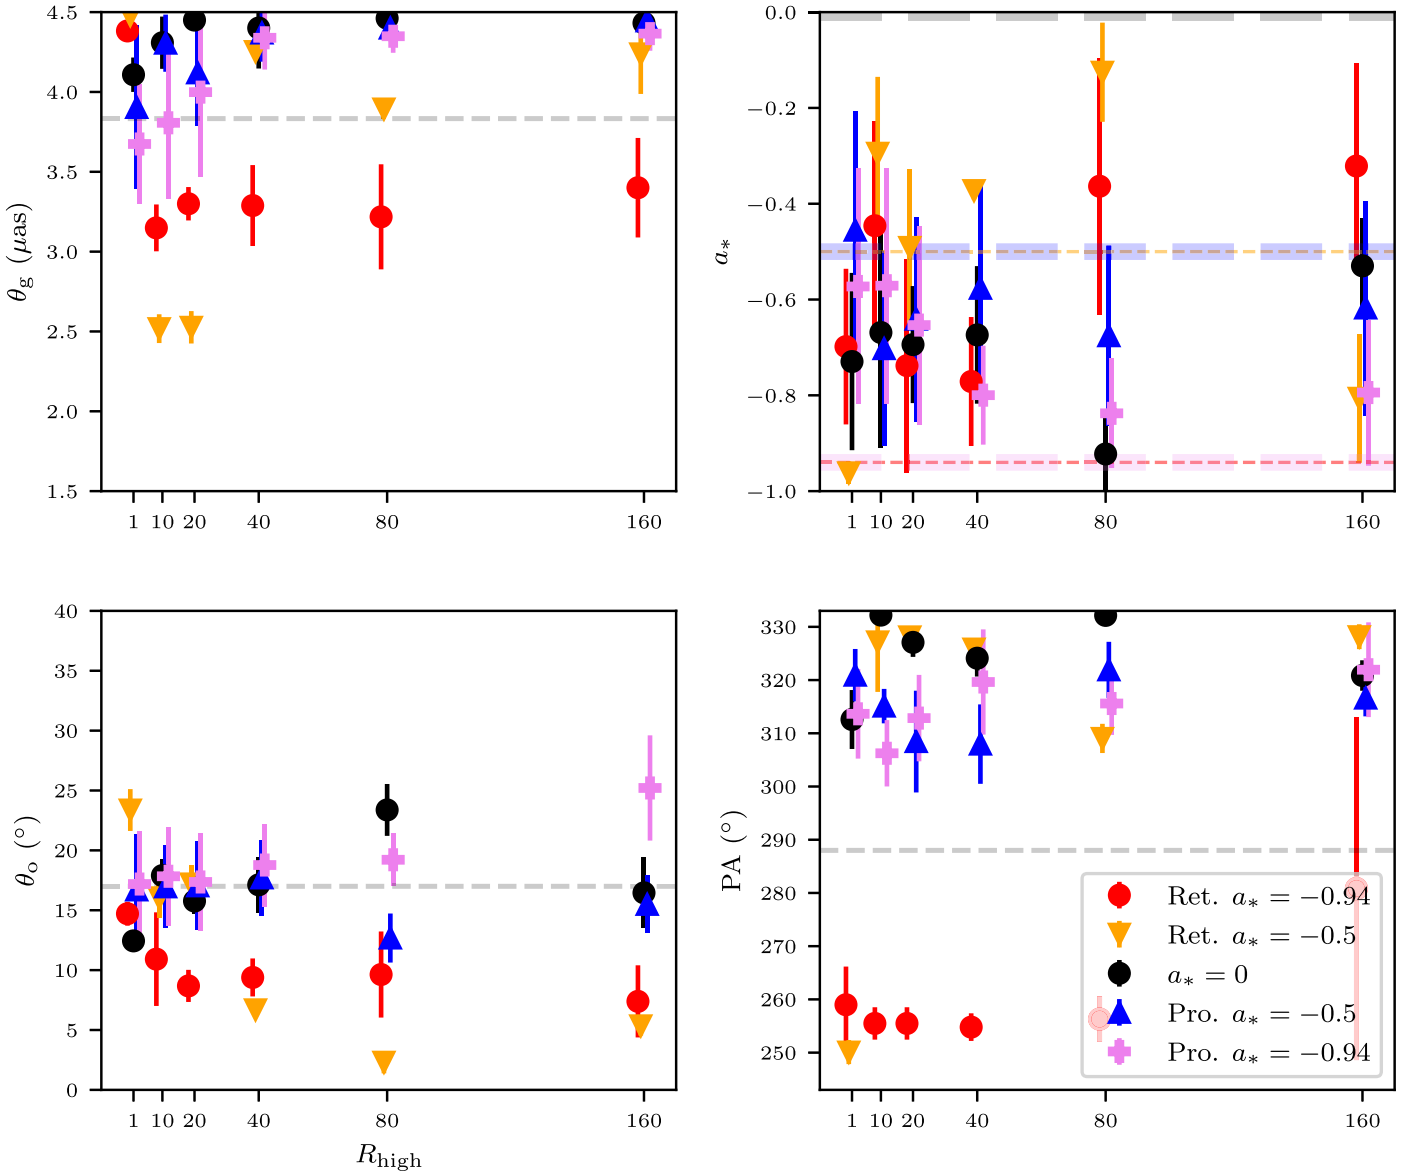 4.5
4.0
3.5
3.0
2.5
2.0
1.5
θg (μas)
1 10 20 40 80 160
0.0
−0.2
−0.4
−0.6
−0.8
−1.0
a*
1 10 20 40 80 160
40
35
30
25
20
15
10
5
0
θo (°)
1 10 20 40 80 160
Rhigh
330
320
310
300
290
280
270
260
250
PA (°)
Ret. a* = −0.94
Ret. a* = −0.5
a* = 0
Pro. a* = −0.5
Pro. a* = −0.94
1 10 20 40 80 160